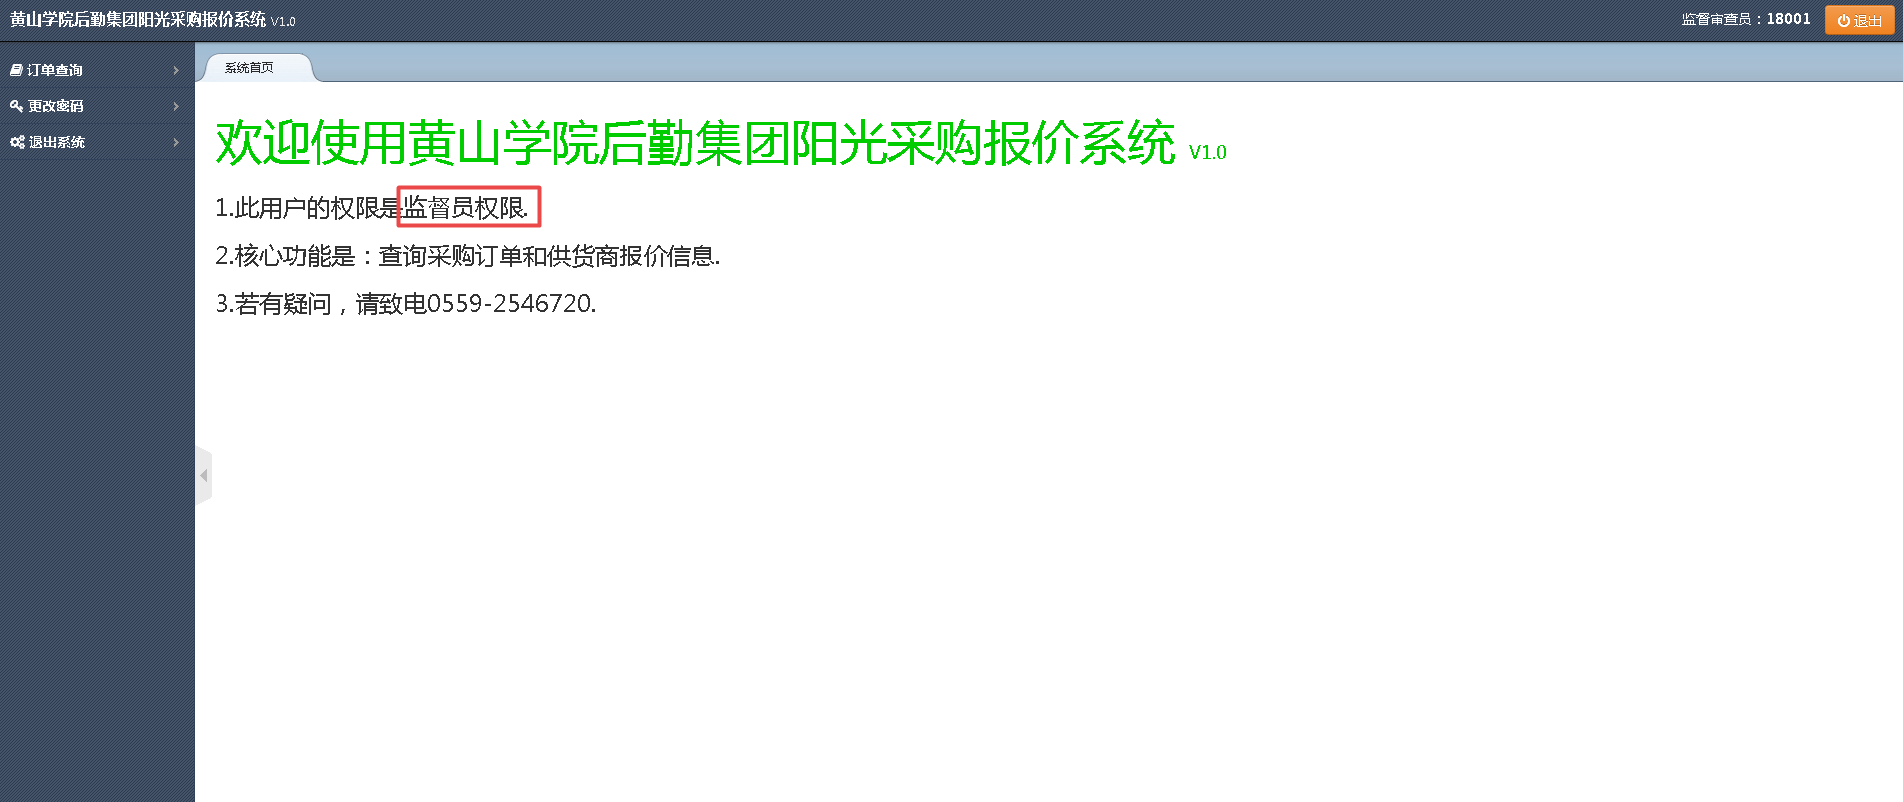 黄山学院后勤集团阳光采购报价系统 V1.0
监督审查员：18001
退出
订单查询
更改密码
退出系统
系统首页
欢迎使用黄山学院后勤集团阳光采购报价系统 V1.0
1.此用户的权限是监督员权限.
2.核心功能是：查询采购订单和供货商报价信息.
3.若有疑问，请致电0559-2546720.